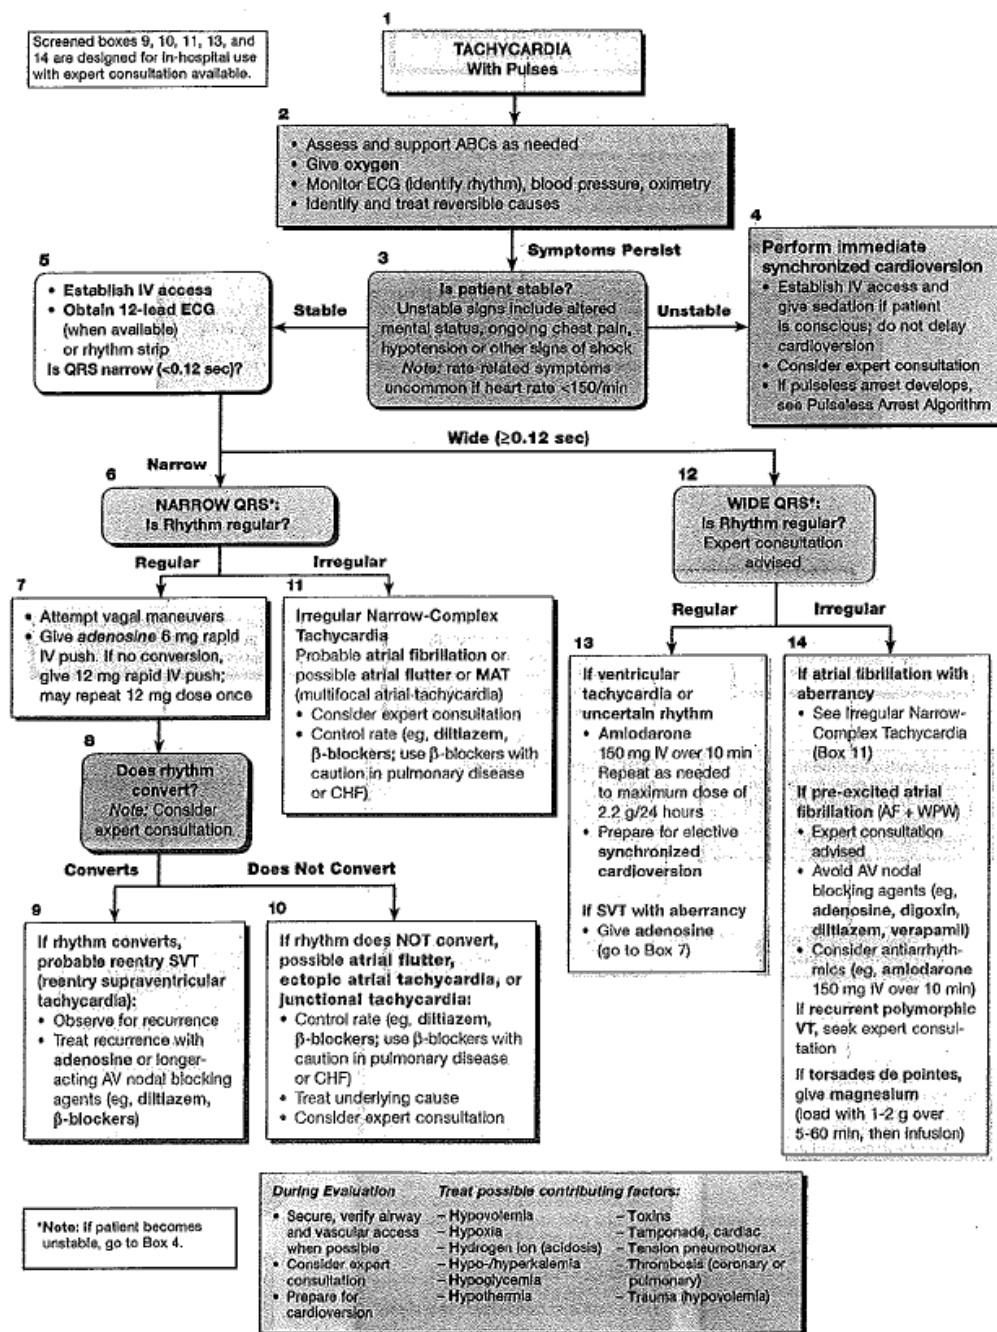 Screened boxes 9, 10, 11, 13, and
14 are designed for in-hospital use
with expert consultation available.
1
TACHYCARDIA
With Pulses
2
• Assess and support ABCs as needed
• Give oxygen
• Monitor ECG (identify rhythm), blood pressure, oximetry
• Identify and treat reversible causes
Symptoms Persist
3
Is patient stable?
Unstable signs include altered
mental status, ongoing chest pain,
hypotension or other signs of shock
Note: rate-related symptoms
uncommon if heart rate <150/min
Stable
Unstable
4
Perform immediate
synchronized cardioversion
• Establish IV access and
give sedation if patient
is conscious; do not delay
cardioversion
• Consider expert consultation
• If pulseless arrest develops,
see Pulseless Arrest Algorithm
5
• Establish IV access
• Obtain 12-lead ECG
(when available)
or rhythm strip
Is QRS narrow (<0.12 sec)?
Narrow
Wide (≥0.12 sec)
6
NARROW QRS*:
Is Rhythm regular?
Regular
Irregular
12
WIDE QRS*:
Is Rhythm regular?
Expert consultation
advised
Regular
Irregular
7
• Attempt vagal maneuvers
• Give adenosine 6 mg rapid
IV push. If no conversion,
give 12 mg rapid IV push;
may repeat 12 mg dose once
11
Irregular Narrow-Complex
Tachycardia
Probable atrial fibrillation or
possible atrial flutter or MAT
(multifocal atrial tachycardia)
• Consider expert consultation
• Control rate (eg, diltiazem,
β-blockers; use β-blockers with
caution in pulmonary disease
or CHF)
8
Does rhythm
convert?
Note: Consider
expert consultation
Converts
Does Not Convert
9
If rhythm converts,
probable reentry SVT
(reentry supraventricular
tachycardia):
• Observe for recurrence
• Treat recurrence with
adenosine or longer-
acting AV nodal blocking
agents (eg, diltiazem,
β-blockers)
10
If rhythm does NOT convert,
possible atrial flutter,
ectopic atrial tachycardia, or
junctional tachycardia:
• Control rate (eg, diltiazem,
β-blockers; use β-blockers with
caution in pulmonary disease
or CHF)
• Treat underlying cause
• Consider expert consultation
13
If ventricular
tachycardia or
uncertain rhythm
• Amiodarone
150 mg IV over 10 min
Repeat as needed
to maximum dose of
2.2 g/24 hours
• Prepare for elective
synchronized
cardioversion
If SVT with aberrancy
• Give adenosine
(go to Box 7)
14
If atrial fibrillation with
aberrancy
• See Irregular Narrow-
Complex Tachycardia
(Box 11)
If pre-excited atrial
fibrillation (AF + WPW)
• Expert consultation
advised
• Avoid AV nodal
blocking agents (eg,
adenosine, digoxin,
diltiazem, verapamil)
• Consider antiarrhyth-
mics (eg, amiodarone
150 mg IV over 10 min)
If recurrent polymorphic
VT, seek expert consul-
tation
If torsades de pointes,
give magnesium
(load with 1-2 g over
5-60 min, then infusion)
*Note: If patient becomes
unstable, go to Box 4.
During Evaluation
• Secure, verify airway
and vascular access
when possible
• Consider expert
consultation
• Prepare for
cardioversion
Treat possible contributing factors:
– Hypovolemia
– Hypoxia
– Hydrogen ion (acidosis)
– Hypo-/hyperkalemia
– Hypoglycemia
– Hypothermia
– Toxins
– Tamponade, cardiac
– Tension pneumothorax
– Thrombosis (coronary or
pulmonary)
– Trauma (hypovolemia)